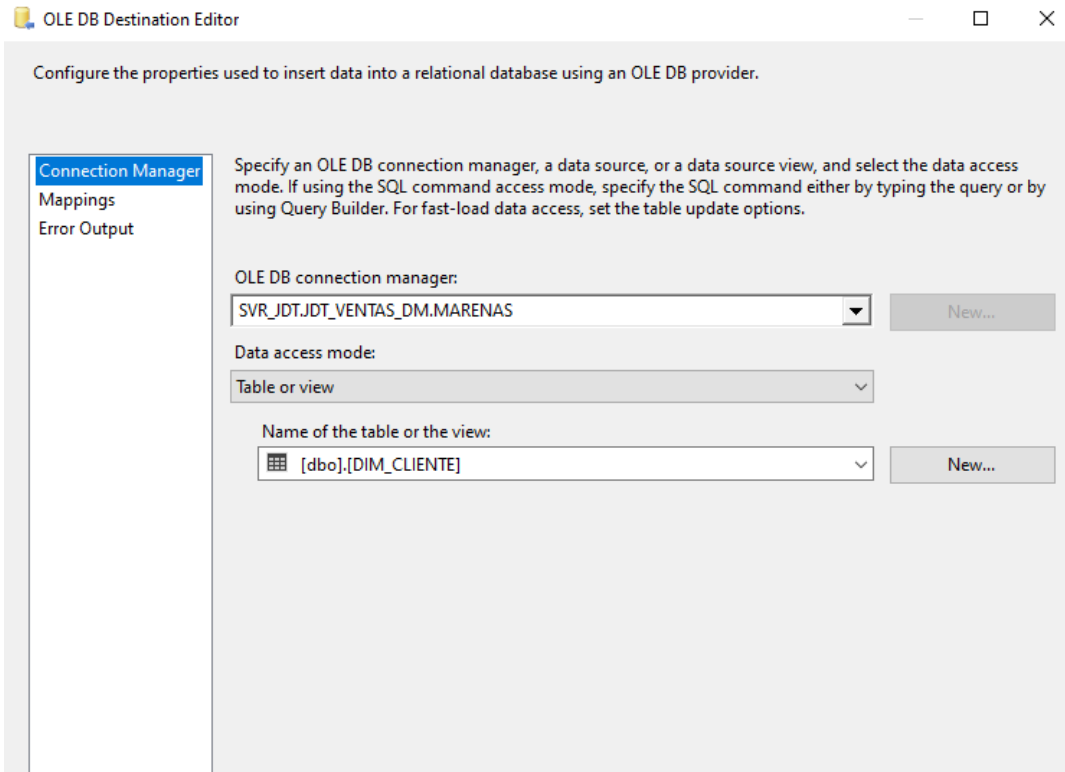 OLE DB Destination Editor
Configure the properties used to insert data into a relational database using an OLE DB provider.
Connection Manager
Mappings
Error Output
Specify an OLE DB connection manager, a data source, or a data source view, and select the data access
mode. If using the SQL command access mode, specify the SQL command either by typing the query or by
using Query Builder. For fast-load data access, set the table update options.
OLE DB connection manager:
SVR_JDT.JDT_VENTAS_DM.MARENAS
New...
Data access mode:
Table or view
Name of the table or the view:
[dbo].[DIM_CLIENTE]
New...